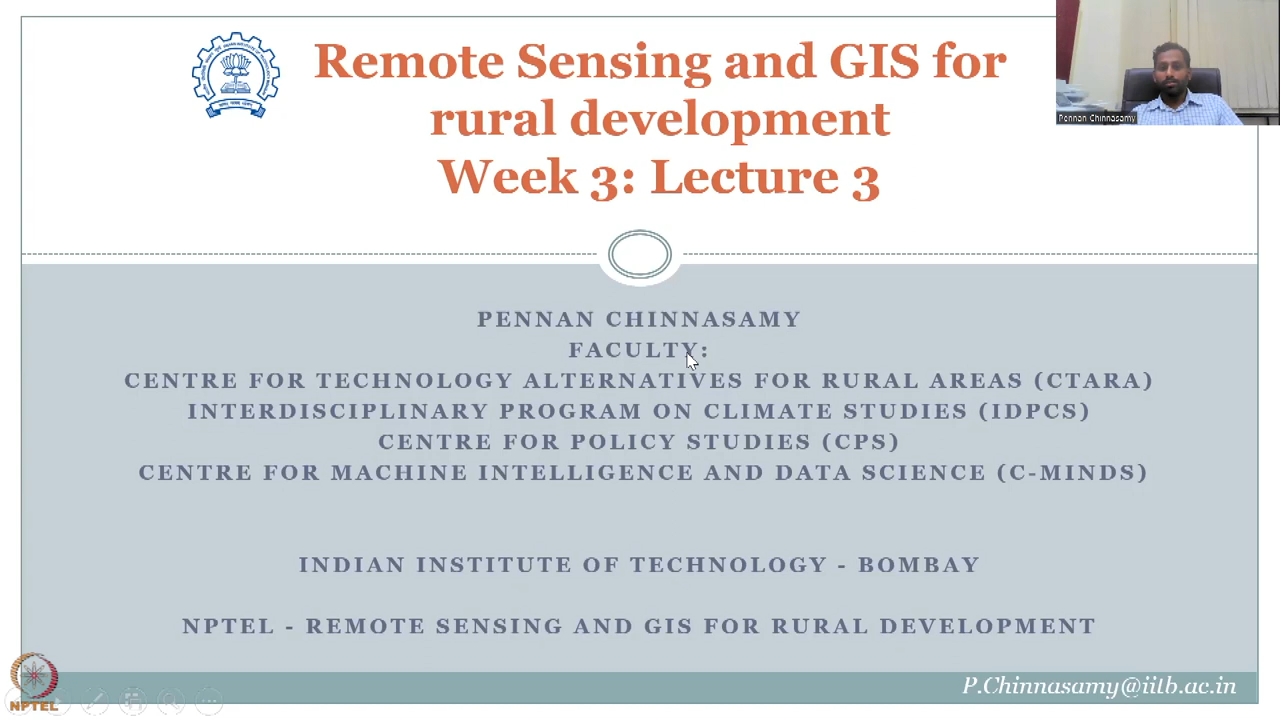 Remote Sensing and GIS for
rural development
Week 3: Lecture 3
Pennan Chinnasamy
PENNAN CHINNASAMY
FACULTY:
CENTRE FOR TECHNOLOGY ALTERNATIVES FOR RURAL AREAS (CTARA)
INTERDISCIPLINARY PROGRAM ON CLIMATE STUDIES (IDPCS)
CENTRE FOR POLICY STUDIES (CPS)
CENTRE FOR MACHINE INTELLIGENCE AND DATA SCIENCE (C-MINDS)
INDIAN INSTITUTE OF TECHNOLOGY - BOMBAY
NPTEL - REMOTE SENSING AND GIS FOR RURAL DEVELOPMENT
P.Chinnasamy@iitb.ac.in
NPTEL